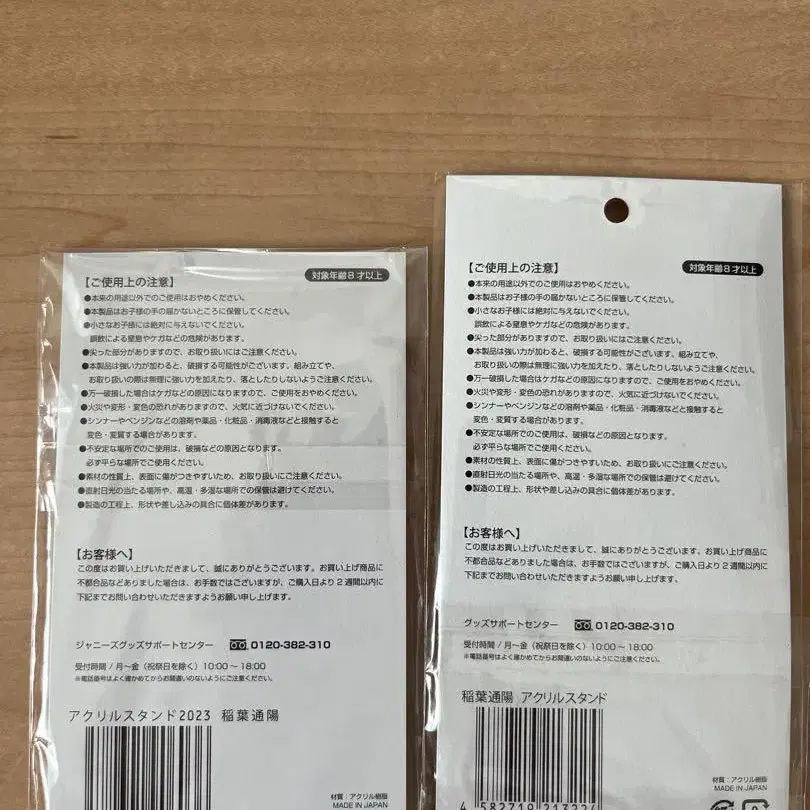 【ご使用上の注意】
対象年齢8才以上
●本来の用途以外でのご使用はおやめください。
●本製品はお子様の手の届かないところに保管してください。
●小さなお子様には絶対に与えないでください。
誤飲による窒息やケガなどの危険があります。
●尖った部分がありますので、お取り扱いにはご注意ください。
●本製品は強い力が加わると、破損する可能性がございます。組み立てや、
お取り扱いの際は無理に強い力を加えたり、落としたりしないようご注意ください。
●万一破損した場合はケガなどの原因になりますので、ご使用をおやめください。
●火災や変形・変色の恐れがありますので、火気に近づけないでください。
●シンナーやベンジンなどの溶剤や薬品・化粧品・消毒液などと接触すると
変色・変質する場合があります。
●不安定な場所でのご使用は、破損などの原因となります。
必ず平らな場所でご使用ください。
●素材の性質上、表面に傷がつきやすいため、お取り扱いにご注意ください。
●直射日光の当たる場所や、高温・多湿な場所での保管は避けてください。
●製造の工程上、形状や差し込みの具合に個体差があります。
【お客様へ】
この度はお買い上げいただきまして、誠にありがとうございます。お買い上げ商品に
不都合品などありました場合は、お手数ではございますが、ご購入日より2週間以内に
下記までお問い合わせいただきますようお願い申し上げます。
ジャニーズグッズサポートセンター 0120-382-310
受付時間 / 月〜金（祝祭日を除く）10:00〜18:00
※電話番号はよく確かめてからお間違いのないようにご注意ください。
アクリルスタンド2023 稲葉通陽
材質：アクリル樹脂
MADE IN JAPAN
【ご使用上の注意】
対象年齢8才以上
●本来の用途以外でのご使用はおやめください。
●本製品はお子様の手の届かないところに保管してください。
●小さなお子様には絶対に与えないでください。
誤飲による窒息やケガなどの危険があります。
●尖った部分がありますので、お取り扱いにはご注意ください。
●本製品は強い力が加わると、破損する可能性がございます。組み立てや、
お取り扱いの際は無理に強い力を加えたり、落としたりしないようご注意ください。
●万一破損した場合はケガなどの原因になりますので、ご使用をおやめください。
●火災や変形・変色の恐れがありますので、火気に近づけないでください。
●シンナーやベンジンなどの溶剤や薬品・化粧品・消毒液などと接触すると
変色・変質する場合があります。
●不安定な場所でのご使用は、破損などの原因となります。
必ず平らな場所でご使用ください。
●素材の性質上、表面に傷がつきやすいため、お取り扱いにご注意ください。
●直射日光の当たる場所や、高温・多湿な場所での保管は避けてください。
●製造の工程上、形状や差し込みの具合に個体差があります。
【お客様へ】
この度はお買い上げいただきまして、誠にありがとうございます。お買い上げ商品に
不都合品などありました場合は、お手数ではございますが、ご購入日より2週間以内に
下記までお問い合わせいただきますようお願い申し上げます。
グッズサポートセンター 0120-382-310
受付時間 / 月〜金（祝祭日を除く）10:00〜18:00
※電話番号はよく確かめてからお間違いのないようにご注意ください。
稲葉通陽 アクリルスタンド
材質：アクリル樹脂
MADE IN JAPAN
4 582719 213224